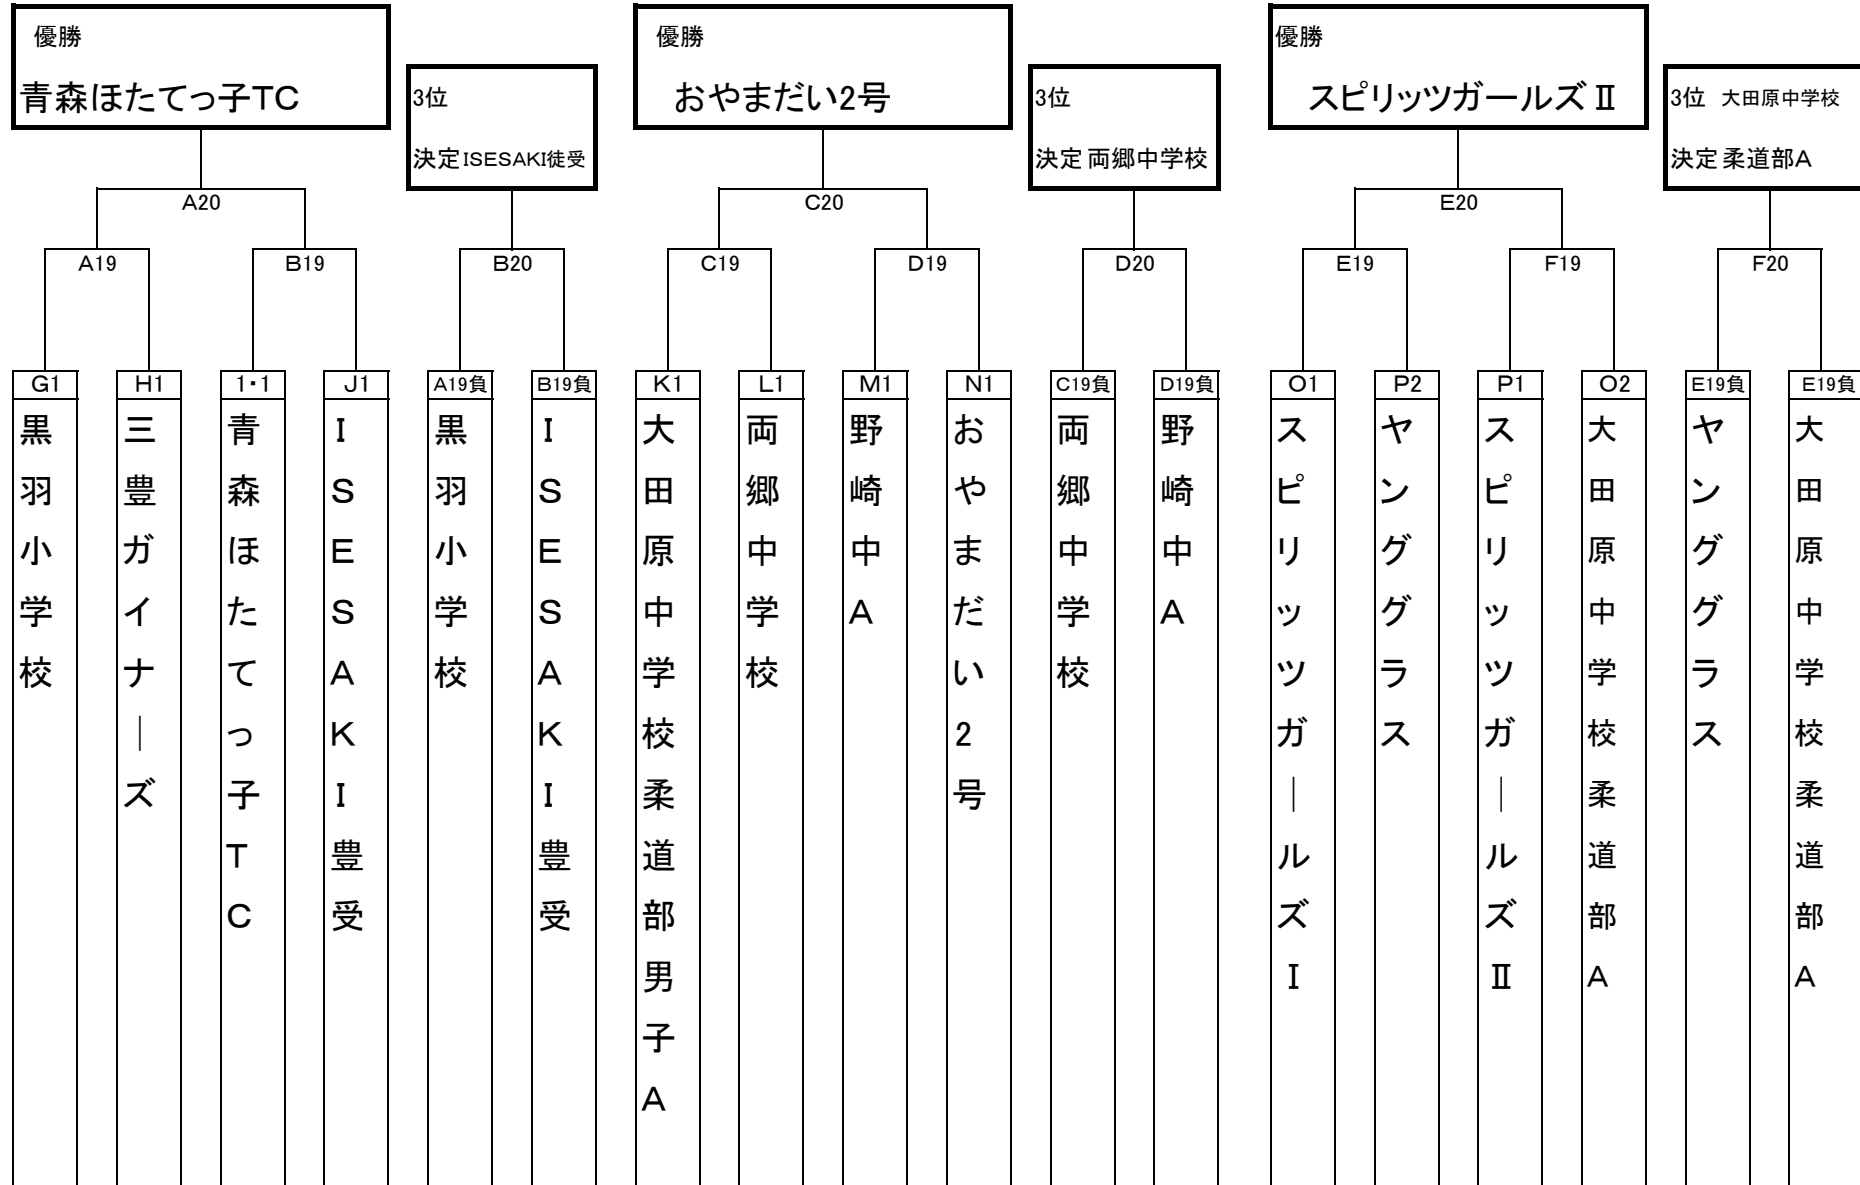 優勝
青森ほたてっ子TC
3位
決定 ISESAKI徒受
優勝
おやまだい2号
3位
決定 両郷中学校
優勝
スピリッツガールズⅡ
3位 大田原中学校
決定 柔道部A
A20
C20
E20
A19
B19
B20
C19
D19
D20
E19
F19
F20
G1
黒羽小学校
H1
三豊ガイナーズ
1・1
青森ほたてっ子TC
J1
ISESAKI豊受
A19負
黒羽小学校
B19負
ISESAKI豊受
K1
大田原中学校柔道部男子A
L1
両郷中学校
M1
野崎中A
N1
おやまだい2号
C19負
両郷中学校
D19負
野崎中A
O1
スピリッツガールズⅠ
P2
ヤンググラス
P1
スピリッツガールズⅡ
O2
大田原中学校柔道部A
E19負
ヤンググラス
E19負
大田原中学校柔道部A